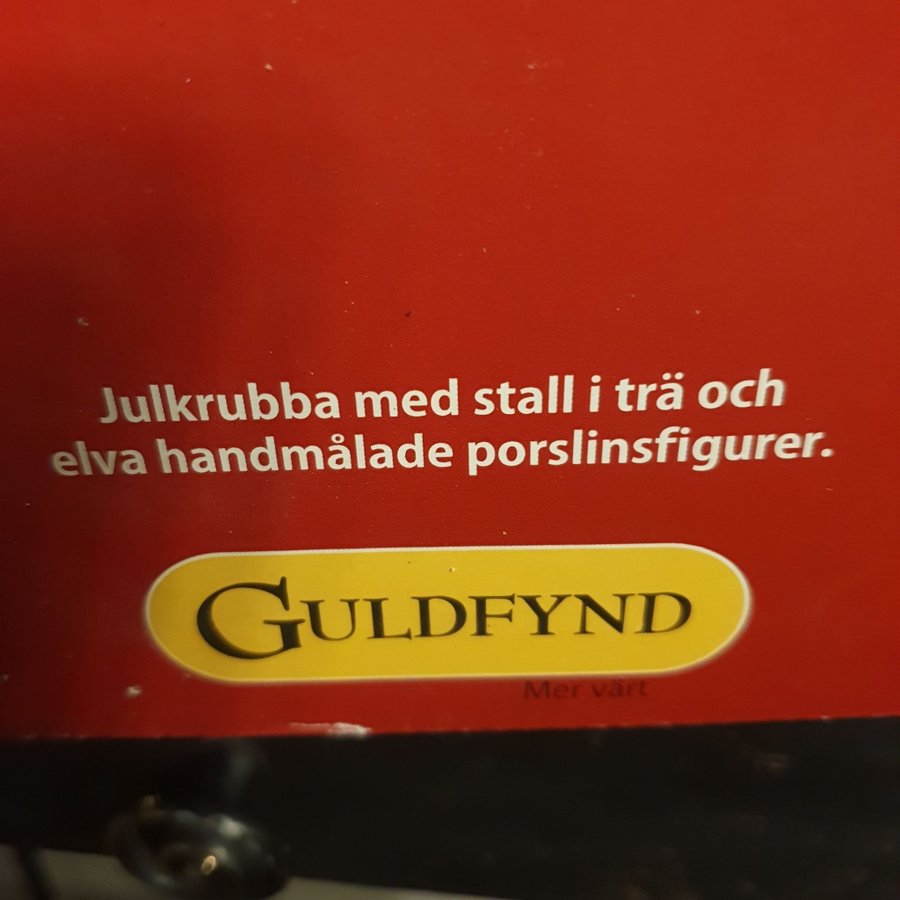 Julkrubba med stall i trä och
elva handmålade porslinsfigurer.
GULDFYND
Mer värt